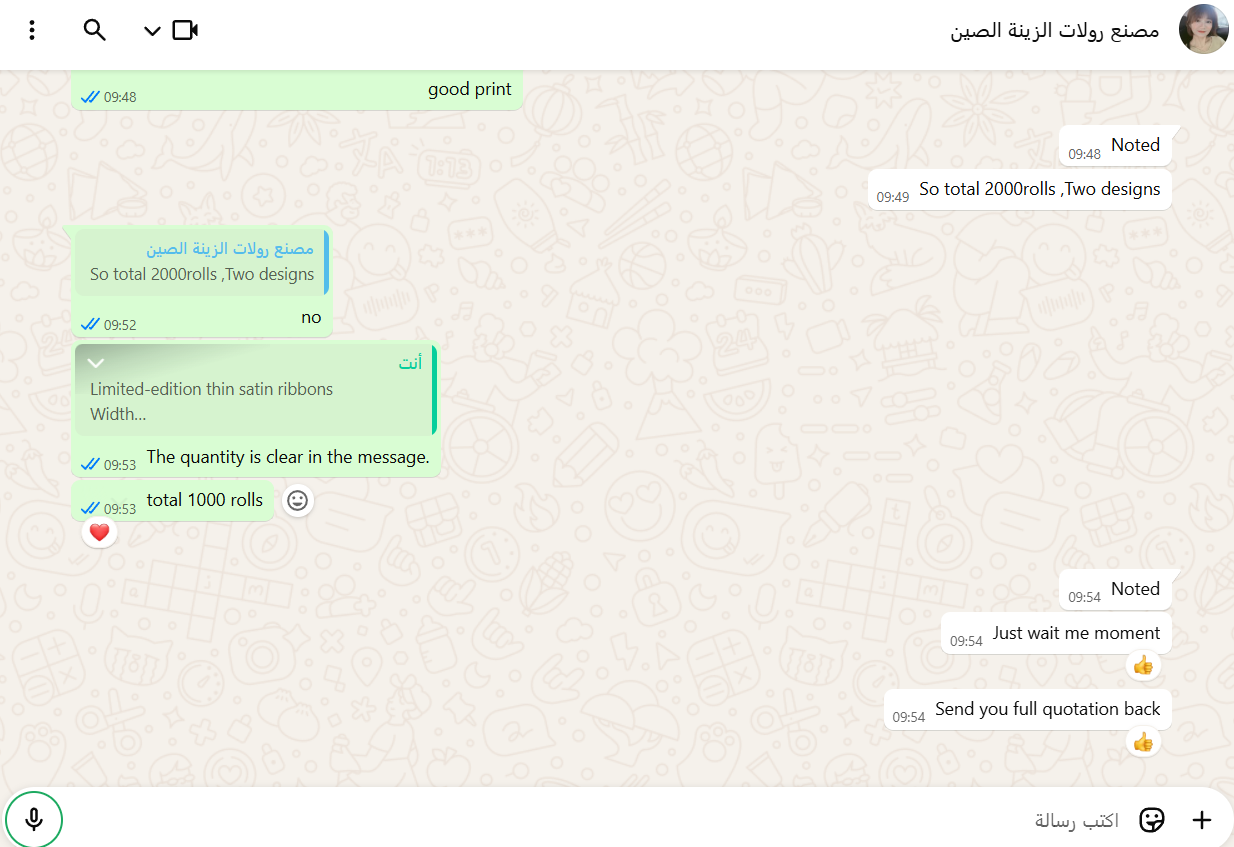 مصنع رولات الزينة الصين
good print
09:48
Noted
09:48
So total 2000rolls ,Two designs
09:49
مصنع رولات الزينة الصين
So total 2000rolls ,Two designs
no
09:52
أنت
Limited-edition thin satin ribbons
Width...
The quantity is clear in the message.
09:53
total 1000 rolls
09:53
Noted
09:54
Just wait me moment
09:54
Send you full quotation back
09:54
اكتب رسالة